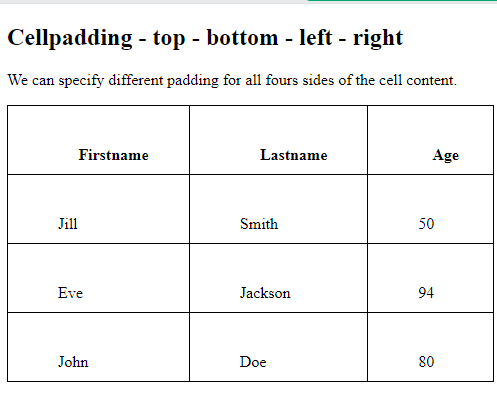 Cellpadding - top - bottom - left - right
We can specify different padding for all fours sides of the cell content.
Firstname Lastname Age
Jill Smith 50
Eve Jackson 94
John Doe 80